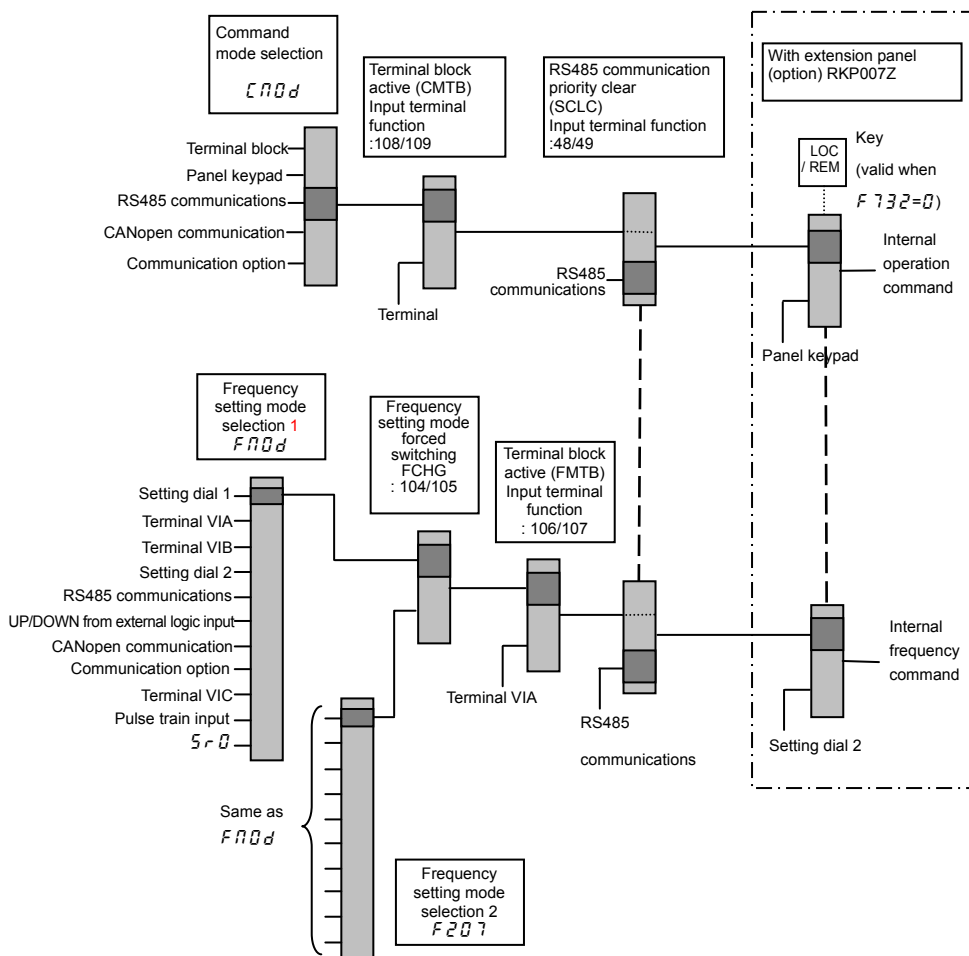 Command
mode selection
CMOd
Terminal block
active (CMTB)
Input terminal
function
:108/109
RS485 communication
priority clear
(SCLC)
Input terminal function
:48/49
With extension panel
(option) RKP007Z
LOC
/ REM
Key
(valid when
F732=0)
Terminal block
Panel keypad
RS485 communications
CANopen communication
Communication option
Terminal
RS485
communications
Internal
operation
command
Panel keypad
Frequency
setting mode
selection 1
FMOd
Frequency
setting mode
forced
switching
FCHG
: 104/105
Terminal block
active (FMTB)
Input terminal
function
: 106/107
Setting dial 1
Terminal VIA
Terminal VIB
Setting dial 2
RS485 communications
UP/DOWN from external logic input
CANopen communication
Communication option
Terminal VIC
Pulse train input
Sr0
Terminal VIA
RS485
communications
Internal
frequency
command
Setting dial 2
Same as
FMOd
Frequency
setting mode
selection 2
F207